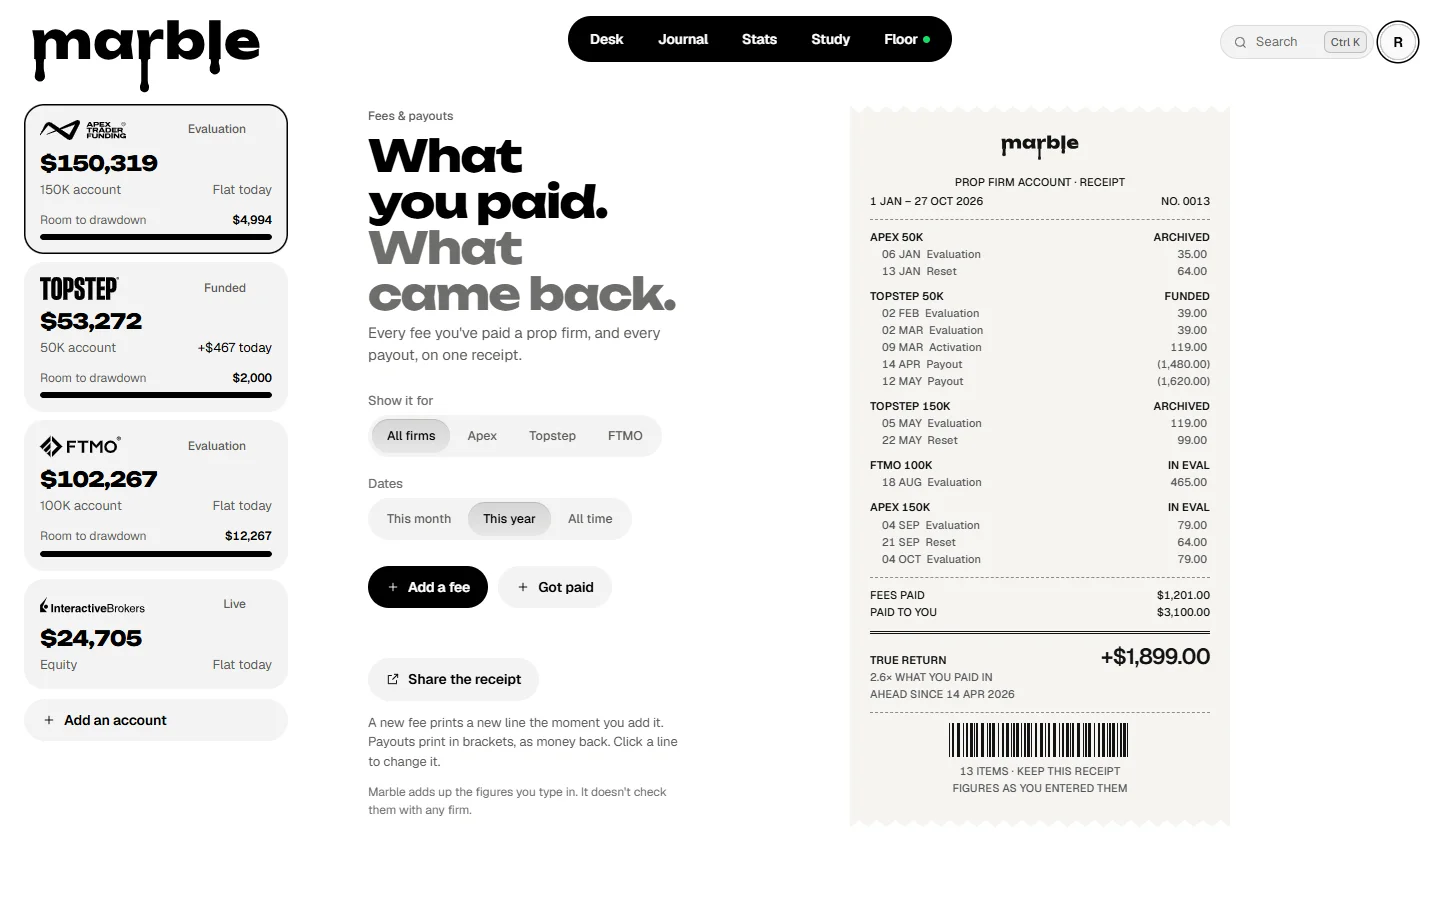 marble
Desk
Journal
Stats
Study
Floor
Search
Ctrl K
R
APEX TRADER FUNDING
Evaluation
$150,319
150K account
Flat today
Room to drawdown
$4,994
TOPSTEP
Funded
$53,272
50K account
+$467 today
Room to drawdown
$2,000
FTMO
Evaluation
$102,267
100K account
Flat today
Room to drawdown
$12,267
InteractiveBrokers
Live
$24,705
Equity
Flat today
+ Add an account
Fees & payouts
What
you paid.
What
came back.
Every fee you've paid a prop firm, and every
payout, on one receipt.
Show it for
All firms
Apex
Topstep
FTMO
Dates
This month
This year
All time
+ Add a fee
+ Got paid
Share the receipt
A new fee prints a new line the moment you add it.
Payouts print in brackets, as money back. Click a line
to change it.
Marble adds up the figures you type in. It doesn't check
them with any firm.
marble
PROP FIRM ACCOUNT · RECEIPT
1 JAN – 27 OCT 2026 NO. 0013
APEX 50K ARCHIVED
06 JAN Evaluation 35.00
13 JAN Reset 64.00
TOPSTEP 50K FUNDED
02 FEB Evaluation 39.00
02 MAR Evaluation 39.00
09 MAR Activation 119.00
14 APR Payout (1,480.00)
12 MAY Payout (1,620.00)
TOPSTEP 150K ARCHIVED
05 MAY Evaluation 119.00
22 MAY Reset 99.00
FTMO 100K IN EVAL
18 AUG Evaluation 465.00
APEX 150K IN EVAL
04 SEP Evaluation 79.00
21 SEP Reset 64.00
04 OCT Evaluation 79.00
FEES PAID $1,201.00
PAID TO YOU $3,100.00
TRUE RETURN +$1,899.00
2.6× WHAT YOU PAID IN
AHEAD SINCE 14 APR 2026
13 ITEMS · KEEP THIS RECEIPT
FIGURES AS YOU ENTERED THEM